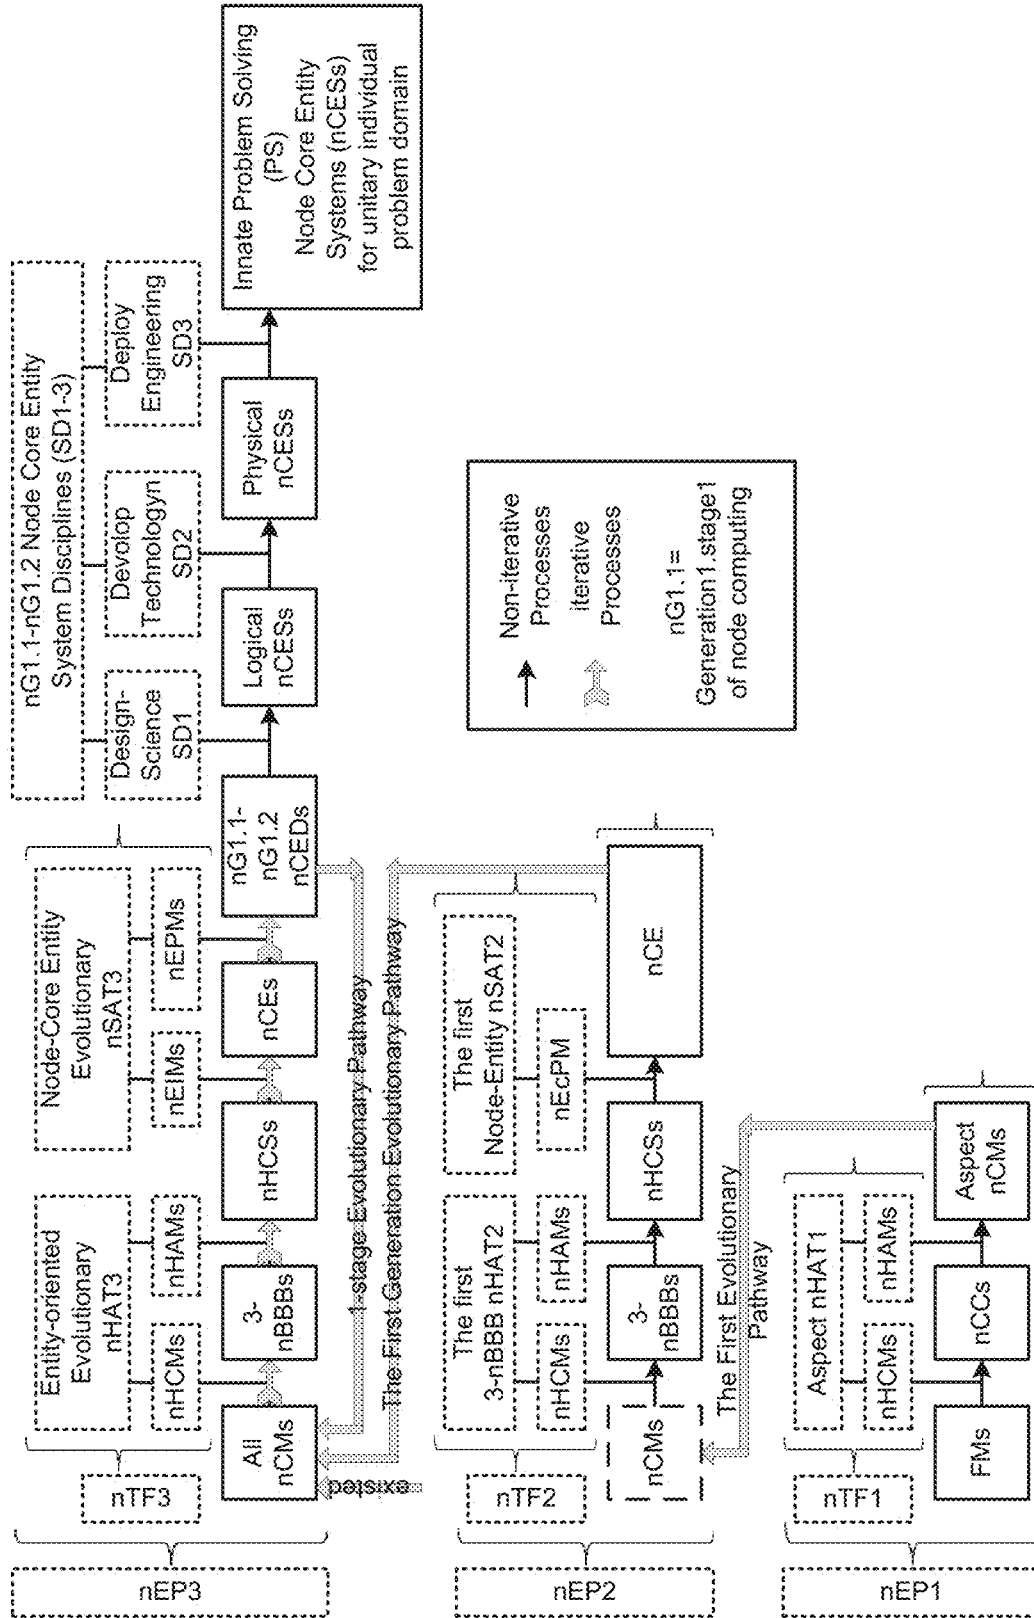 nEP3
nTF3
Entity-oriented
Evolutionary
nHAT3
nHCMs
nHAMs
Node-Core Entity
Evolutionary
nSAT3
nEIMs
nEPMs
nG1.1-nG1.2 Node Core Entity
System Disciplines (SD1-3)
Design-
Science
SD1
Devolop
Technologyn
SD2
Deploy
Engineering
SD3
All
nCMs
3-
nBBBs
nHCSs
nCEs
nG1.1-
nG1.2
nCEDs
Logical
nCESs
Physical
nCESs
Innate Problem Solving
(PS)
Node Core Entity
Systems (nCESs)
for unitary individual
problem domain
existed
1-stage Evolutionary Pathway
The First Generation Evolutionary Pathway
nEP2
nTF2
The first
3-nBBB nHAT2
nHCMs
nHAMs
The first
Node-Entity nSAT2
nEcPM
nCMs
3-
nBBBs
nHCSs
nCE
The First Evolutionary
Pathway
nEP1
nTF1
Aspect nHAT1
nHCMs
nHAMs
FMs
nCCs
Aspect
nCMs
Non-iterative
Processes
iterative
Processes
nG1.1=
Generation1.stage1
of node computing